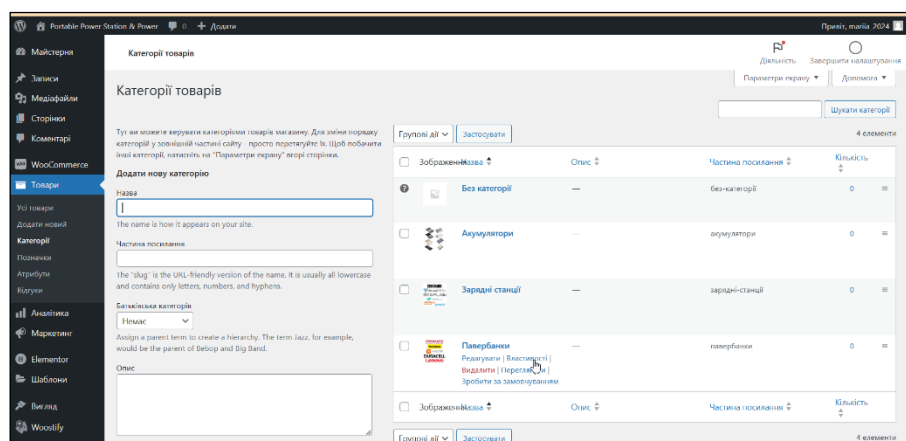 Portable Power Station & Power 0 + Додати Привіт, mariia 2024
Майстерня
Записи
Медіафайли
Сторінки
Коментарі
WooCommerce
Товари
Усі товари
Додати новий
Категорії
Позначки
Атрибути
Відгуки
Аналітика
Маркетинг
Elementor
Шаблони
Вигляд
Woostify
Категорії товарів
Діяльність Завершити налаштування
Параметри екрану Допомога
Категорії товарів
Шукати категорії
Тут ви можете керувати категоріями товарів магазину. Для зміни порядку
категорій у зовнішній частині сайту - просто перетягуйте їх. Щоб побачити
інші категорії, натисніть на "Параметри екрану" вгорі сторінки.
Додати нову категорію
Назва
The name is how it appears on your site.
Частина посилання
The "slug" is the URL-friendly version of the name. It is usually all lowercase
and contains only letters, numbers, and hyphens.
Батьківська категорія
Немає
Assign a parent term to create a hierarchy. The term Jazz, for example,
would be the parent of Bebop and Big Band.
Опис
Групові дії Застосувати 4 елементи
Зображення Назва Опис Частина посилання Кількість
Без категорії — без-категорії 0
Акумулятори — акумулятори 0
Зарядні станції — зарядні-станції 0
Павербанки — павербанки 0
Редагувати | Властивості |
Видалити | Переглянути |
Зробити за замовчуванням
DURACELL
Lenovo
Зображення Назва Опис Частина посилання Кількість
Групові дії Застосувати 4 елементи